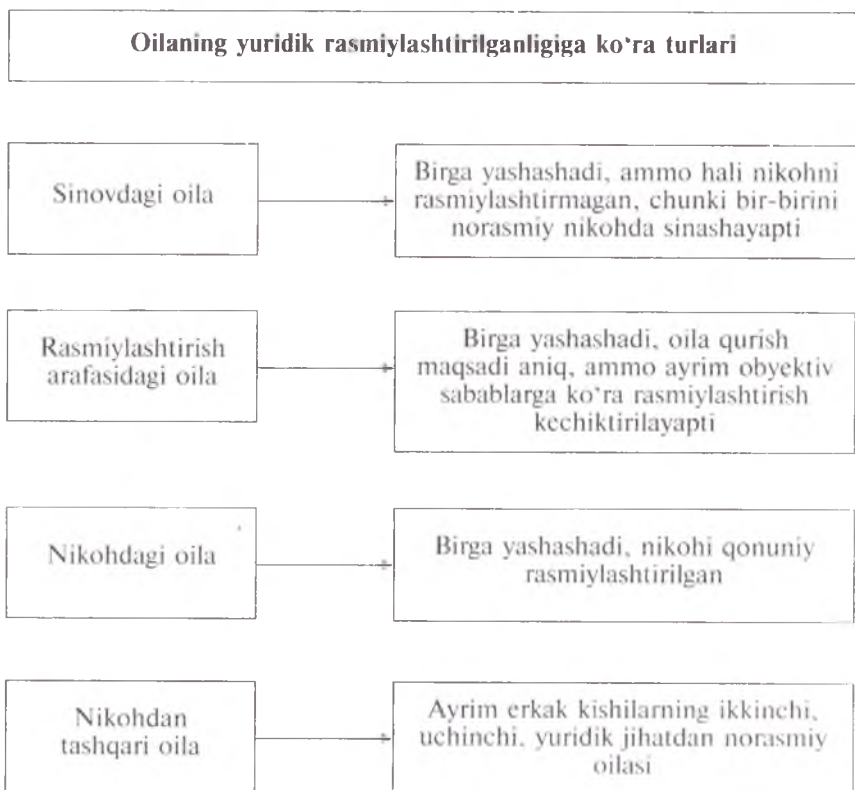 Oilaning yuridik rasmiylashtirilganligiga ko‘ra turlari
Sinovdagi oila
Birga yashashadi, ammo hali nikohni
rasmiylashtirmagan, chunki bir-birini
norasmiy nikohda sinashayapti
Rasmiylashtirish
arafasidagi oila
Birga yashashadi, oila qurish
maqsadi aniq, ammo ayrim obyektiv
sabablarga ko‘ra rasmiylashtirish
kechiktirilayapti
Nikohdagi oila
Birga yashashadi, nikohi qonuniy
rasmiylashtirilgan
Nikohdan
tashqari oila
Ayrim erkak kishilarning ikkinchi,
uchinchi, yuridik jihatdan norasmiy
oilasi